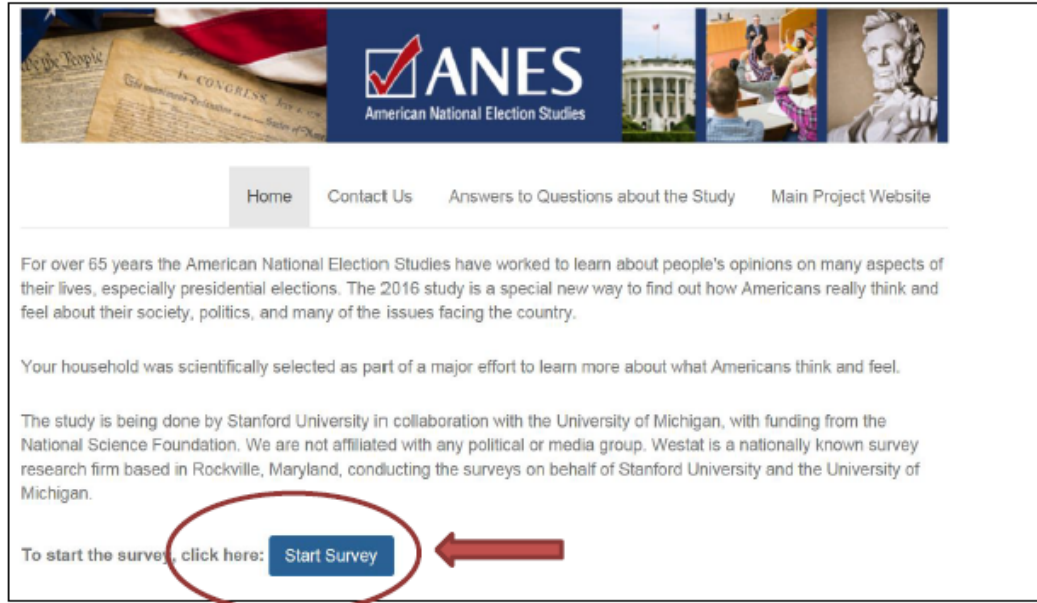 We the People
IN CONGRESS, JULY 4, 1776
ANES
American National Election Studies
Home Contact Us Answers to Questions about the Study Main Project Website
For over 65 years the American National Election Studies have worked to learn about people's opinions on many aspects of
their lives, especially presidential elections. The 2016 study is a special new way to find out how Americans really think and
feel about their society, politics, and many of the issues facing the country.
Your household was scientifically selected as part of a major effort to learn more about what Americans think and feel.
The study is being done by Stanford University in collaboration with the University of Michigan, with funding from the
National Science Foundation. We are not affiliated with any political or media group. Westat is a nationally known survey
research firm based in Rockville, Maryland, conducting the surveys on behalf of Stanford University and the University of
Michigan.
To start the survey, click here: Start Survey